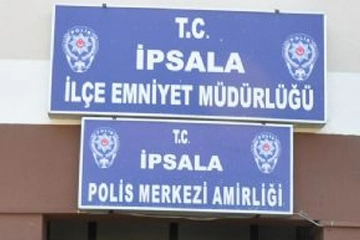 T.C.
İPSALA
İLÇE EMNİYET MÜDÜRLÜĞÜ
T.C.
İPSALA
POLİS MERKEZİ AMİRLİĞİ